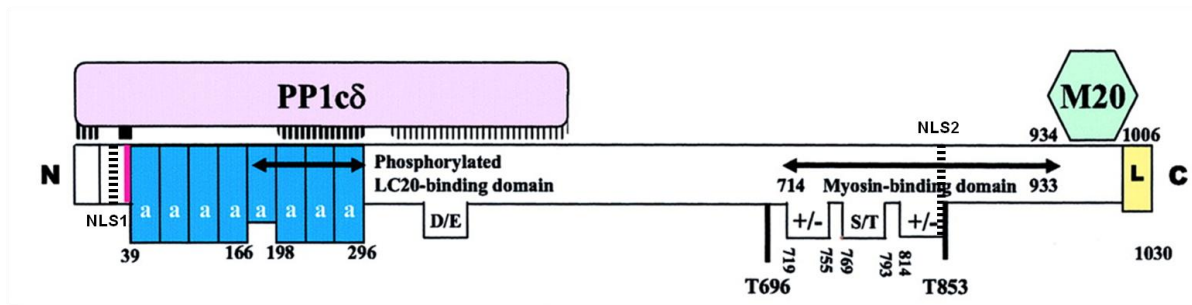 PP1cδ
M20
NLS2
934
1006
N
Phosphorylated
LC20-binding domain
714
Myosin-binding domain
933
L
C
NLS1
a a a a a a a a
D/E
+/-
S/T
+/-
39
166
198
296
719
755
769
793
814
1030
T696
T853